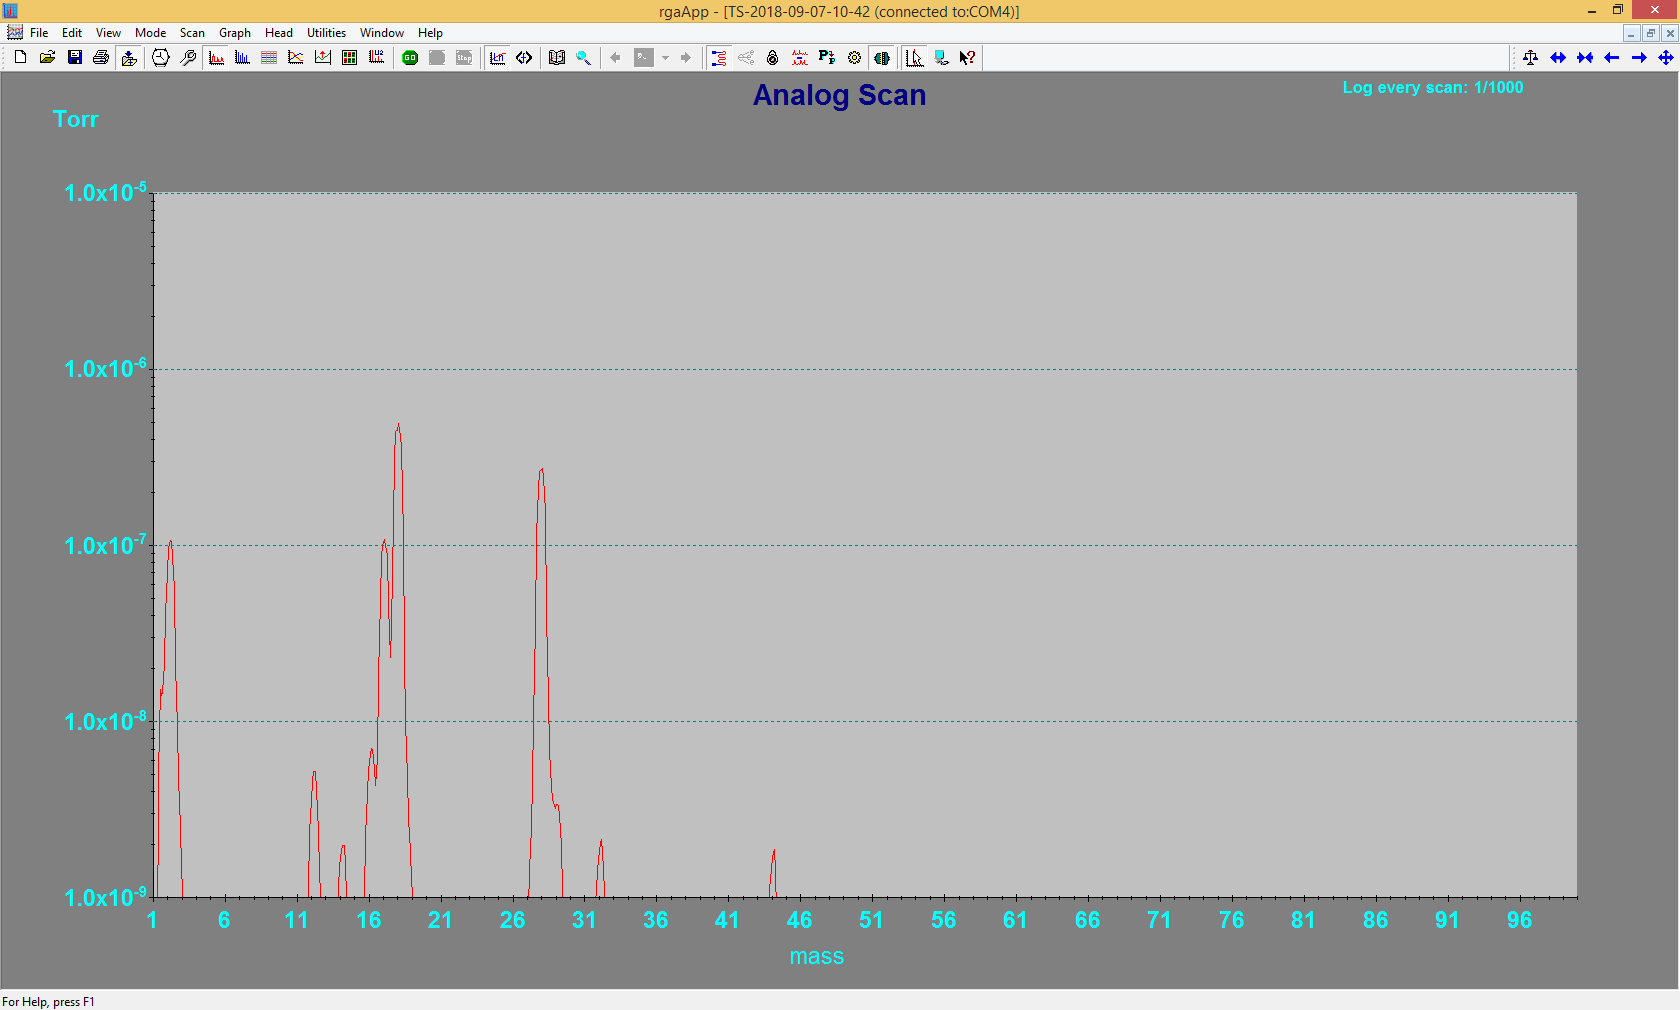 rgaApp - [TS-2018-09-07-10-42 (connected to:COM4)]
File Edit View Mode Scan Graph Head Utilities Window Help
GO Stop
Analog Scan
Log every scan: 1/1000
Torr
1.0x10-5
1.0x10-6
1.0x10-7
1.0x10-8
1.0x10-9
1 6 11 16 21 26 31 36 41 46 51 56 61 66 71 76 81 86 91 96
mass
For Help, press F1